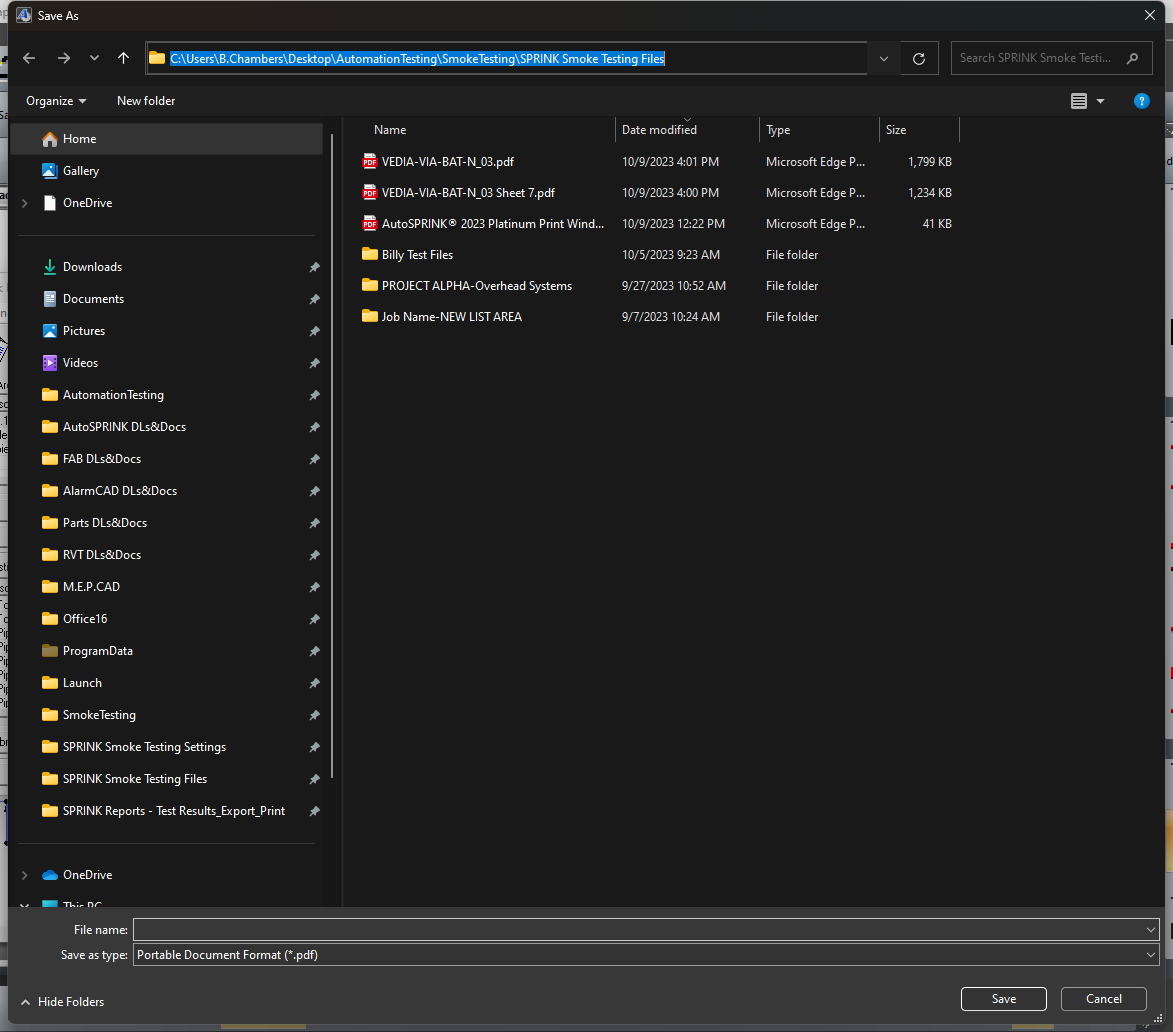 Save As
C:\Users\B.Chambers\Desktop\AutomationTesting\SmokeTesting\SPRINK Smoke Testing Files
Search SPRINK Smoke Testi...
Organize
New folder
?
Name Date modified Type Size
PDF VEDIA-VIA-BAT-N_03.pdf 10/9/2023 4:01 PM Microsoft Edge P... 1,799 KB
PDF VEDIA-VIA-BAT-N_03 Sheet 7.pdf 10/9/2023 4:00 PM Microsoft Edge P... 1,234 KB
PDF AutoSPRINK® 2023 Platinum Print Wind... 10/9/2023 12:22 PM Microsoft Edge P... 41 KB
Billy Test Files 10/5/2023 9:23 AM File folder
PROJECT ALPHA-Overhead Systems 9/27/2023 10:52 AM File folder
Job Name-NEW LIST AREA 9/7/2023 10:24 AM File folder
Home
Gallery
OneDrive
Downloads
Documents
Pictures
Videos
AutomationTesting
AutoSPRINK DLs&Docs
FAB DLs&Docs
AlarmCAD DLs&Docs
Parts DLs&Docs
RVT DLs&Docs
M.E.P.CAD
Office16
ProgramData
Launch
SmokeTesting
SPRINK Smoke Testing Settings
SPRINK Smoke Testing Files
SPRINK Reports - Test Results_Export_Print
OneDrive
This PC
File name:
Save as type: Portable Document Format (*.pdf)
Hide Folders
Save
Cancel